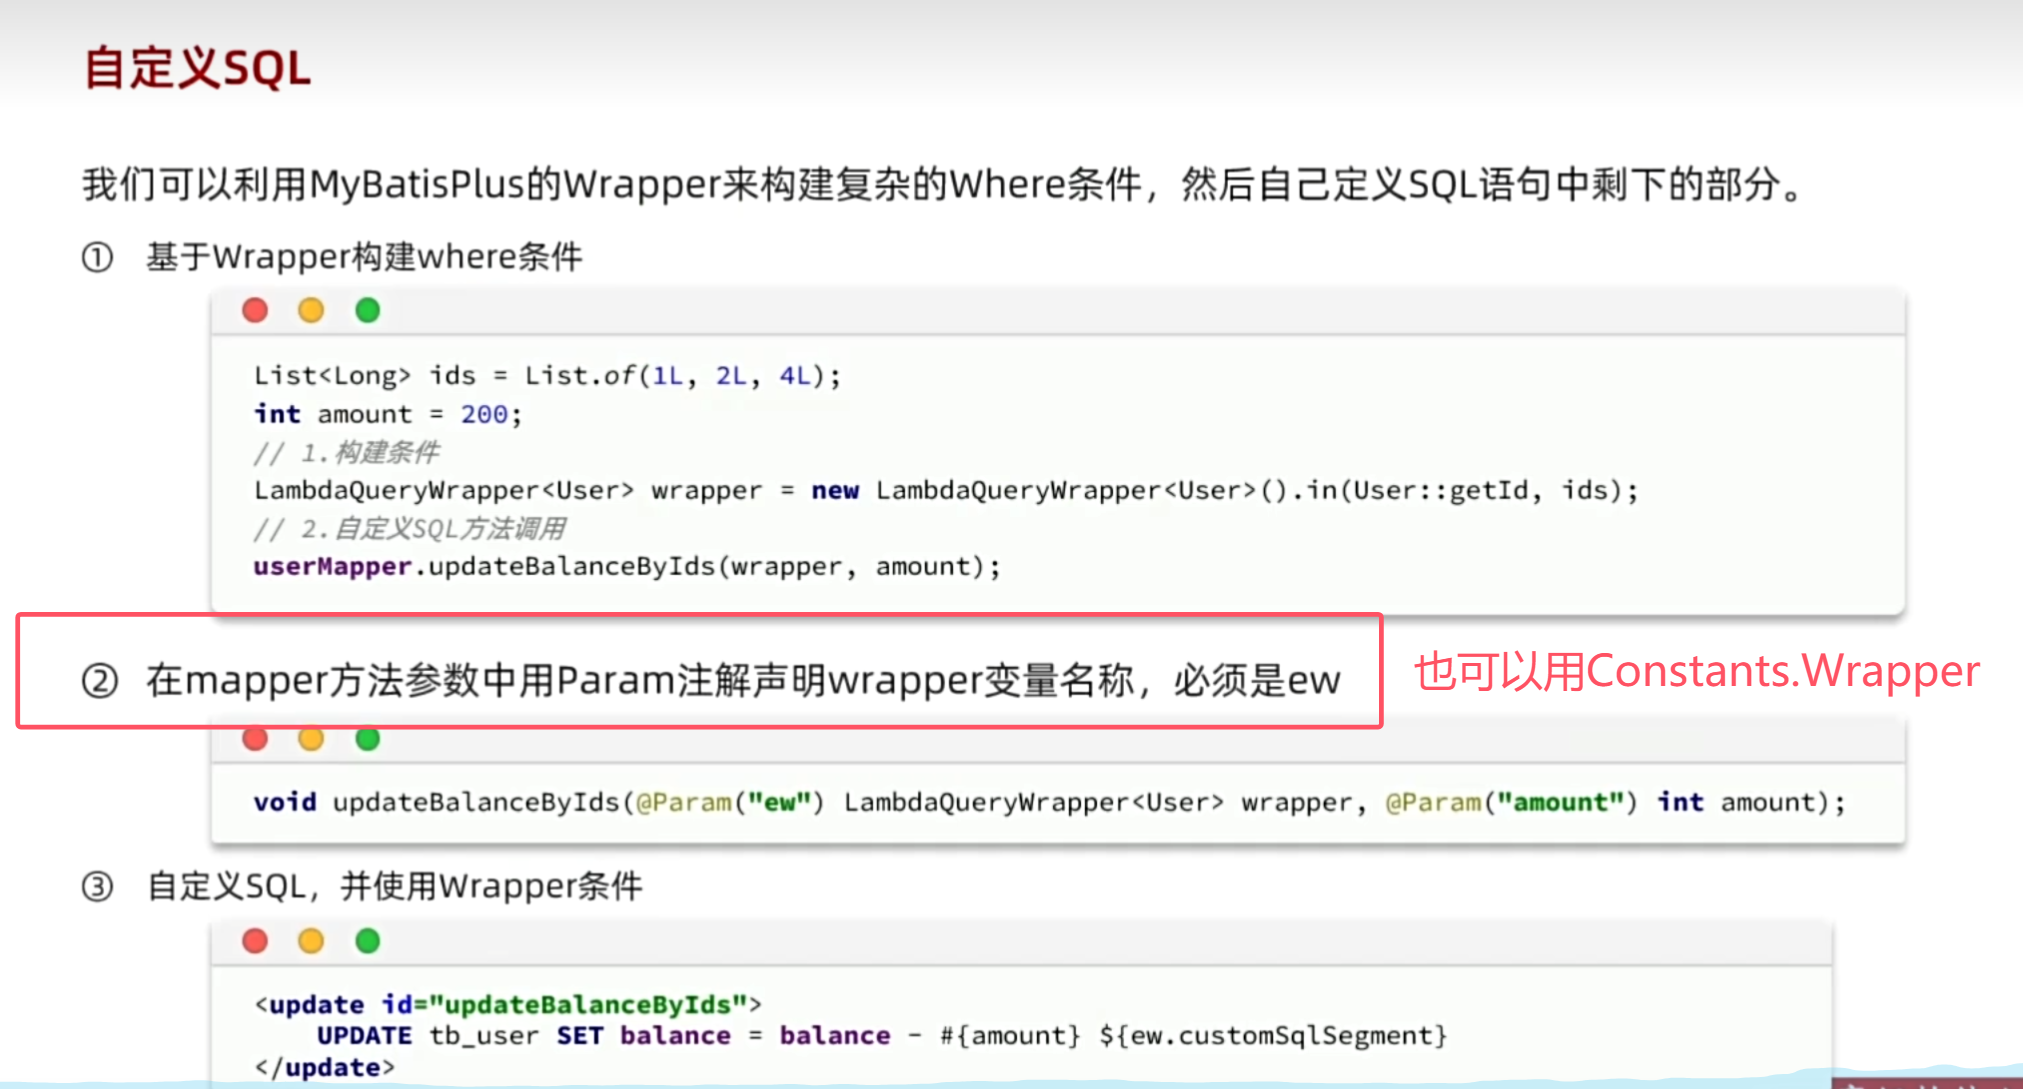 自定义SQL
我们可以利用MyBatisPlus的Wrapper来构建复杂的Where条件，然后自己定义SQL语句中剩下的部分。
① 基于Wrapper构建where条件
List<Long> ids = List.of(1L, 2L, 4L);
int amount = 200;
// 1.构建条件
LambdaQueryWrapper<User> wrapper = new LambdaQueryWrapper<User>().in(User::getId, ids);
// 2.自定义SQL方法调用
userMapper.updateBalanceByIds(wrapper, amount);
② 在mapper方法参数中用Param注解声明wrapper变量名称，必须是ew
也可以用Constants.Wrapper
void updateBalanceByIds(@Param("ew") LambdaQueryWrapper<User> wrapper, @Param("amount") int amount);
③ 自定义SQL，并使用Wrapper条件
<update id="updateBalanceByIds">
UPDATE tb_user SET balance = balance - #{amount} ${ew.customSqlSegment}
</update>